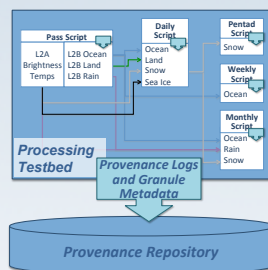 Pass Script
L2A
Brightness
Temps
L2B Ocean
L2B Land
L2B Rain
Daily
Script
Ocean
Land
Snow
Sea Ice
Pentad
Script
Snow
Weekly
Script
Ocean
Monthly
Script
Ocean
Rain
Snow
Processing
Testbed
Provenance Logs
and Granule
Metadata
Provenance Repository